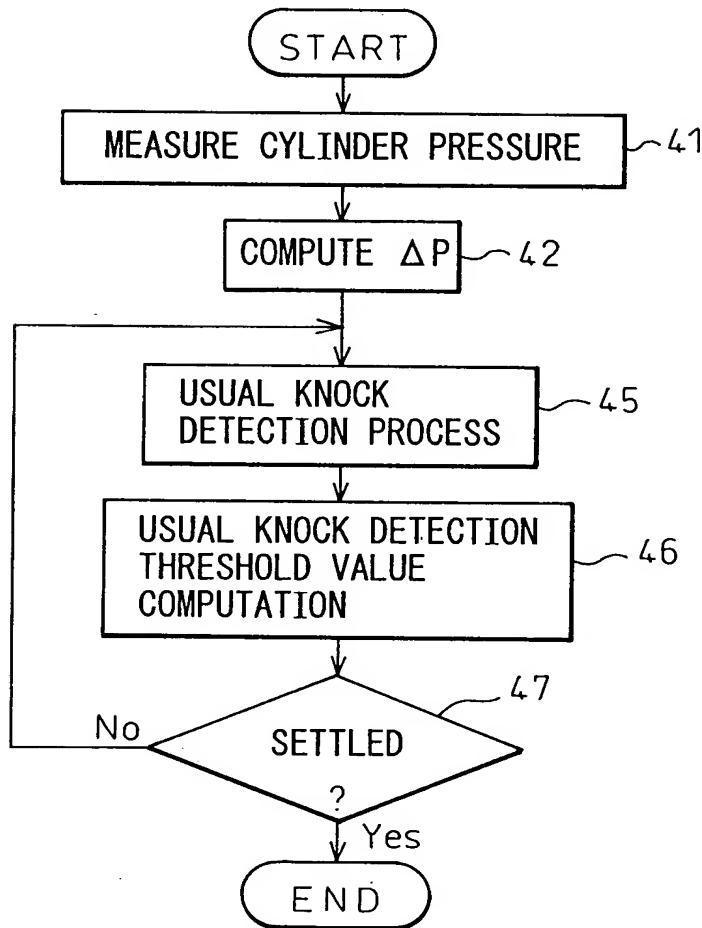 START
MEASURE CYLINDER PRESSURE
41
COMPUTE ΔP
42
USUAL KNOCK
DETECTION PROCESS
45
USUAL KNOCK DETECTION
THRESHOLD VALUE
COMPUTATION
46
47
No
SETTLED
?
Yes
END